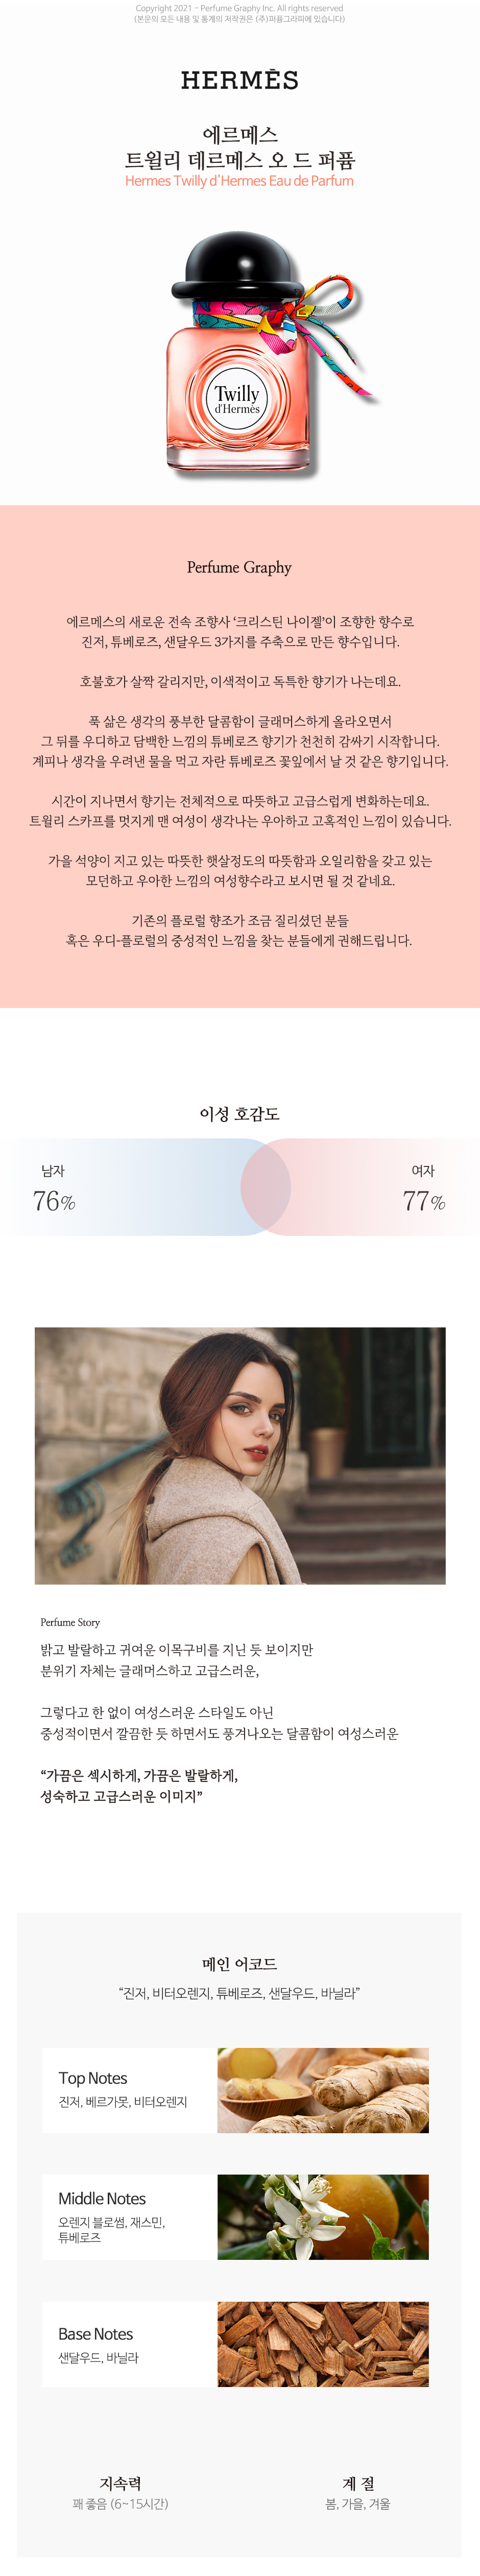 Copyright 2021 - Perfume Graphy Inc. All rights reserved
(본문의 모든 내용 및 통계의 저작권은 (주)퍼퓸그라피에 있습니다)
HERMÈS
에르메스
트윌리 데르메스 오 드 퍼퓸
Hermes Twilly d'Hermes Eau de Parfum
Twilly
d'Hermès
Perfume Graphy
에르메스의 새로운 전속 조향사 ‘크리스틴 나이젤’이 조향한 향수로
진저, 튜베로즈, 샌달우드 3가지를 주축으로 만든 향수입니다.
호불호가 살짝 갈리지만, 이색적이고 독특한 향기가 나는데요.
푹 삶은 생각의 풍부한 달콤함이 글래머스하게 올라오면서
그 뒤를 우디하고 담백한 느낌의 튜베로즈 향기가 천천히 감싸기 시작합니다.
계피나 생각을 우려낸 물을 먹고 자란 튜베로즈 꽃잎에서 날 것 같은 향기입니다.
시간이 지나면서 향기는 전체적으로 따뜻하고 고급스럽게 변화하는데요.
트윌리 스카프를 멋지게 맨 여성이 생각나는 우아하고 고혹적인 느낌이 있습니다.
가을 석양이 지고 있는 따뜻한 햇살정도의 따뜻함과 오일리함을 갖고 있는
모던하고 우아한 느낌의 여성향수라고 보시면 될 것 같네요.
기존의 플로럴 향조가 조금 질리셨던 분들
혹은 우디-플로럴의 중성적인 느낌을 찾는 분들에게 권해드립니다.
이성 호감도
남자
여자
76%
77%
Perfume Story
밝고 발랄하고 귀여운 이목구비를 지닌 듯 보이지만
분위기 자체는 글래머스하고 고급스러운,
그렇다고 한 없이 여성스러운 스타일도 아닌
중성적이면서 깔끔한 듯 하면서도 풍겨나오는 달콤함이 여성스러운
“가끔은 섹시하게, 가끔은 발랄하게,
성숙하고 고급스러운 이미지”
메인 어코드
“진저, 비터오렌지, 튜베로즈, 샌달우드, 바닐라”
Top Notes
진저, 베르가못, 비터오렌지
Middle Notes
오렌지 블로썸, 재스민,
튜베로즈
Base Notes
샌달우드, 바닐라
지속력
계 절
꽤 좋음 (6~15시간)
봄, 가을, 겨울